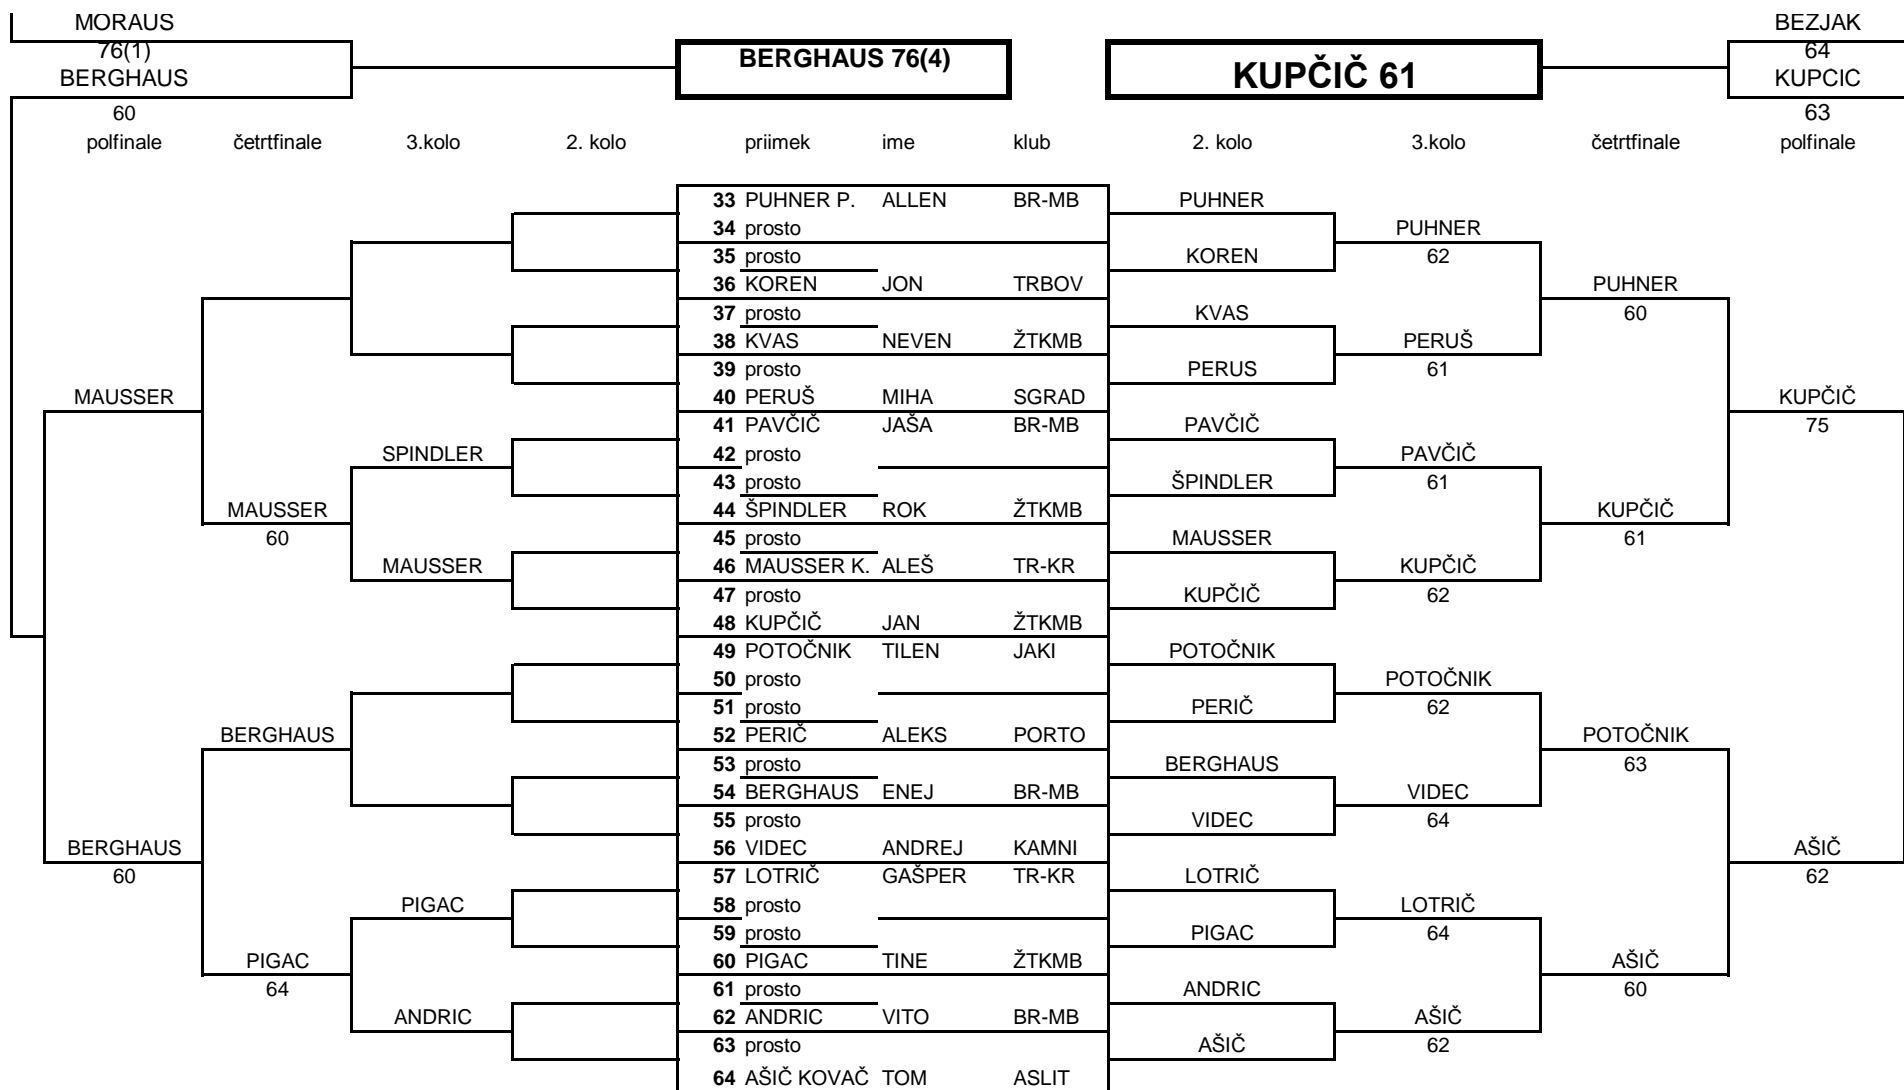 MORAUS BEZJAK
76(1) BERGHAUS 76(4) KUPČIČ 61 64
BERGHAUS KUPCIC
60 63
polfinale četrtfinale 3.kolo 2. kolo priimek ime klub 2. kolo 3.kolo četrtfinale polfinale
33 PUHNER P. ALLEN BR-MB PUHNER
34 prosto PUHNER
35 prosto KOREN 62
36 KOREN JON TRBOV PUHNER
37 prosto KVAS 60
38 KVAS NEVEN ŽTKMB PERUŠ
39 prosto PERUS 61
MAUSSER 40 PERUŠ MIHA SGRAD KUPČIČ
41 PAVČIČ JAŠA BR-MB PAVČIČ 75
SPINDLER 42 prosto PAVČIČ
43 prosto ŠPINDLER 61
MAUSSER 44 ŠPINDLER ROK ŽTKMB KUPČIČ
60 45 prosto MAUSSER 61
MAUSSER 46 MAUSSER K. ALEŠ TR-KR KUPČIČ
47 prosto KUPČIČ 62
48 KUPČIČ JAN ŽTKMB
49 POTOČNIK TILEN JAKI POTOČNIK
50 prosto POTOČNIK
51 prosto PERIČ 62
BERGHAUS 52 PERIČ ALEKS PORTO POTOČNIK
53 prosto BERGHAUS 63
54 BERGHAUS ENEJ BR-MB VIDEC
55 prosto VIDEC 64
BERGHAUS 56 VIDEC ANDREJ KAMNI AŠIČ
60 57 LOTRIČ GAŠPER TR-KR LOTRIČ 62
PIGAC 58 prosto LOTRIČ
59 prosto PIGAC 64
PIGAC 60 PIGAC TINE ŽTKMB AŠIČ
64 61 prosto ANDRIC 60
ANDRIC 62 ANDRIC VITO BR-MB AŠIČ
63 prosto AŠIČ 62
64 AŠIČ KOVAČ TOM ASLIT